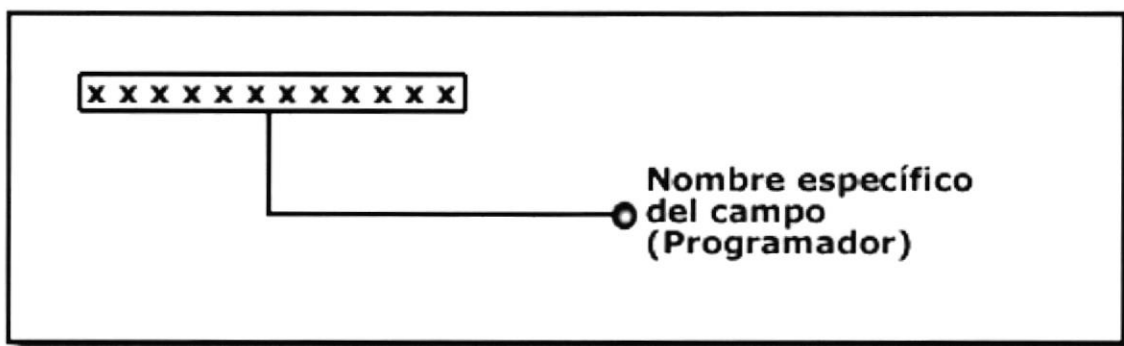 x x x x x x x x x x x x
Nombre específico
del campo
(Programador)